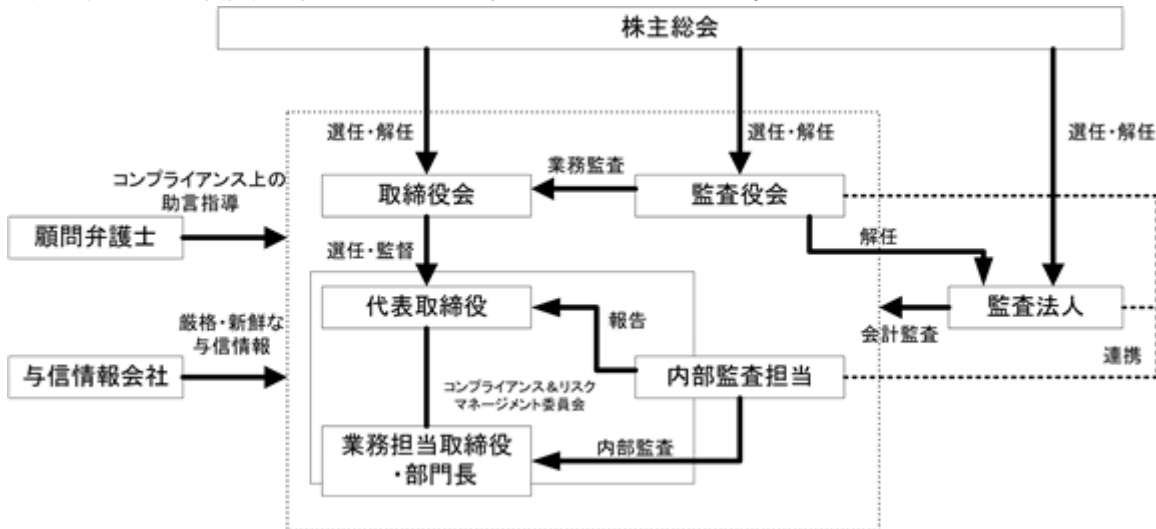 株主総会
選任・解任
選任・解任
選任・解任
業務監査
コンプライアンス上の
助言指導
取締役会
監査役会
顧問弁護士
選任・監督
解任
代表取締役
報告
監査法人
厳格・新鮮な
与信情報
会計監査
連携
与信情報会社
内部監査担当
コンプライアンス＆リスク
マネージメント委員会
業務担当取締役
・部門長
内部監査